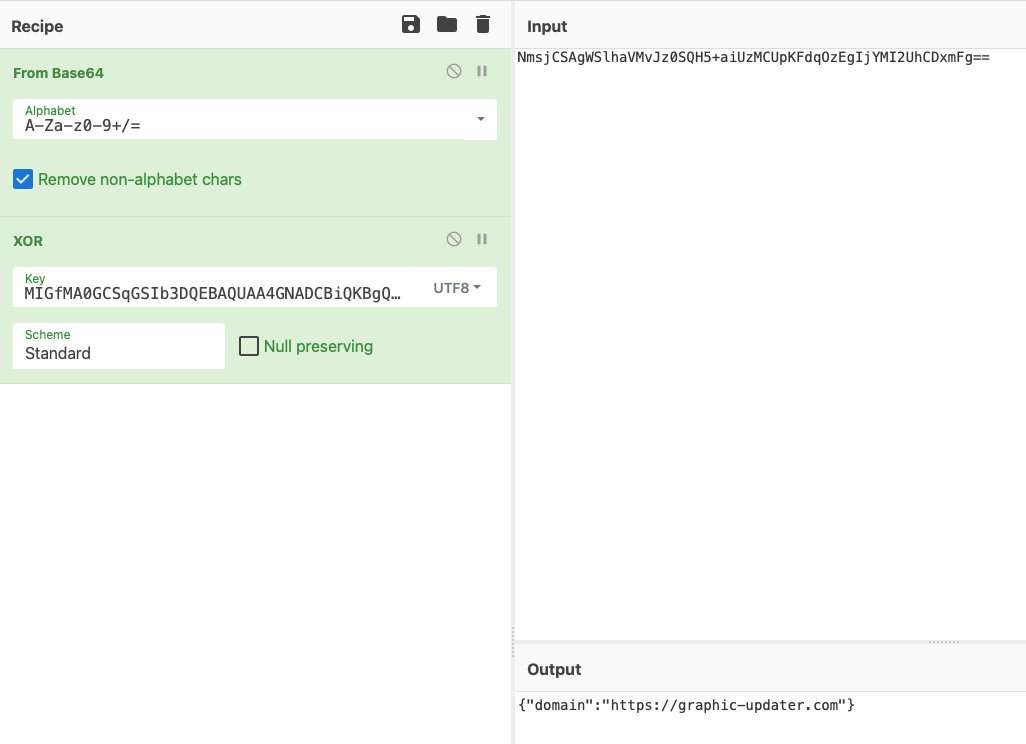 Recipe
From Base64
Alphabet
A-Za-z0-9+/=
Remove non-alphabet chars
XOR
Key
MIGfMA0GCSqGSIb3DQEBAQUAA4GNADCBiQKBgQ…
UTF8
Scheme
Standard
Null preserving
Input
NmsjCSAgWSlhaVMvJz0SQH5+aiUzMCUpKFdqOzEgIjYMI2UhCDxmFg==
Output
{"domain":"https://graphic-updater.com"}